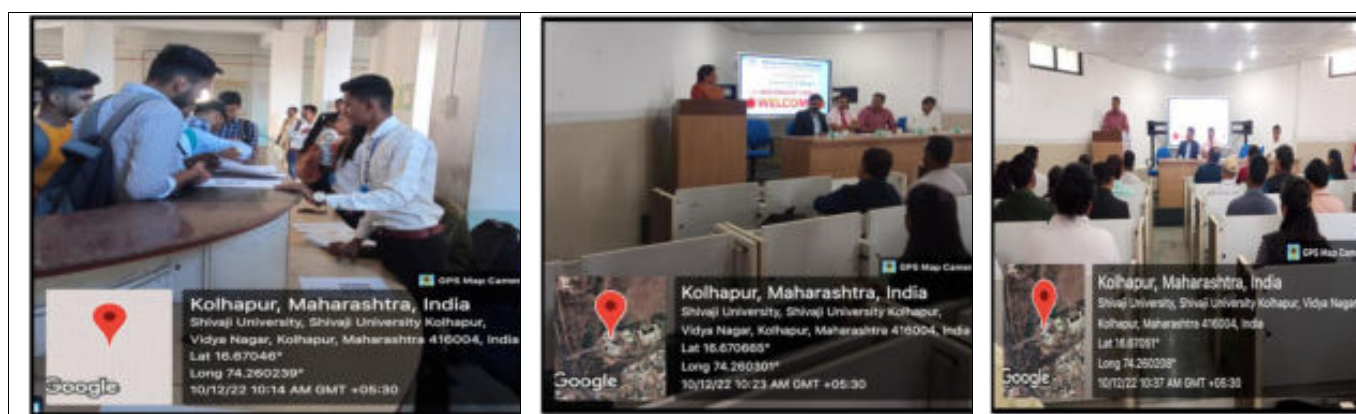 GPS Map Camer
Kolhapur, Maharashtra, India
Shivaji University, Shivaji University Kolhapur,
Vidya Nagar, Kolhapur, Maharashtra 416004, India
Lat 16.67046°
Long 74.260239°
10/12/22 10:14 AM GMT +05:30
Google
WELCOM
GPS Map Camer
Kolhapur, Maharashtra, India
Shivaji University, Shivaji University Kolhapur,
Vidya Nagar, Kolhapur, Maharashtra 416004, India
Lat 16.670665°
Long 74.260301°
10/12/22 10:23 AM GMT +05:30
Google
GPS Map Cam
Kolhapur, Maharashtra, India
Shivaji University, Shivaji University Kolhapur, Vidya Nagar
Kolhapur, Maharashtra 416004, India
Lat 16.67051°
Long 74.260208°
10/12/22 10:37 AM GMT +05:30
Google